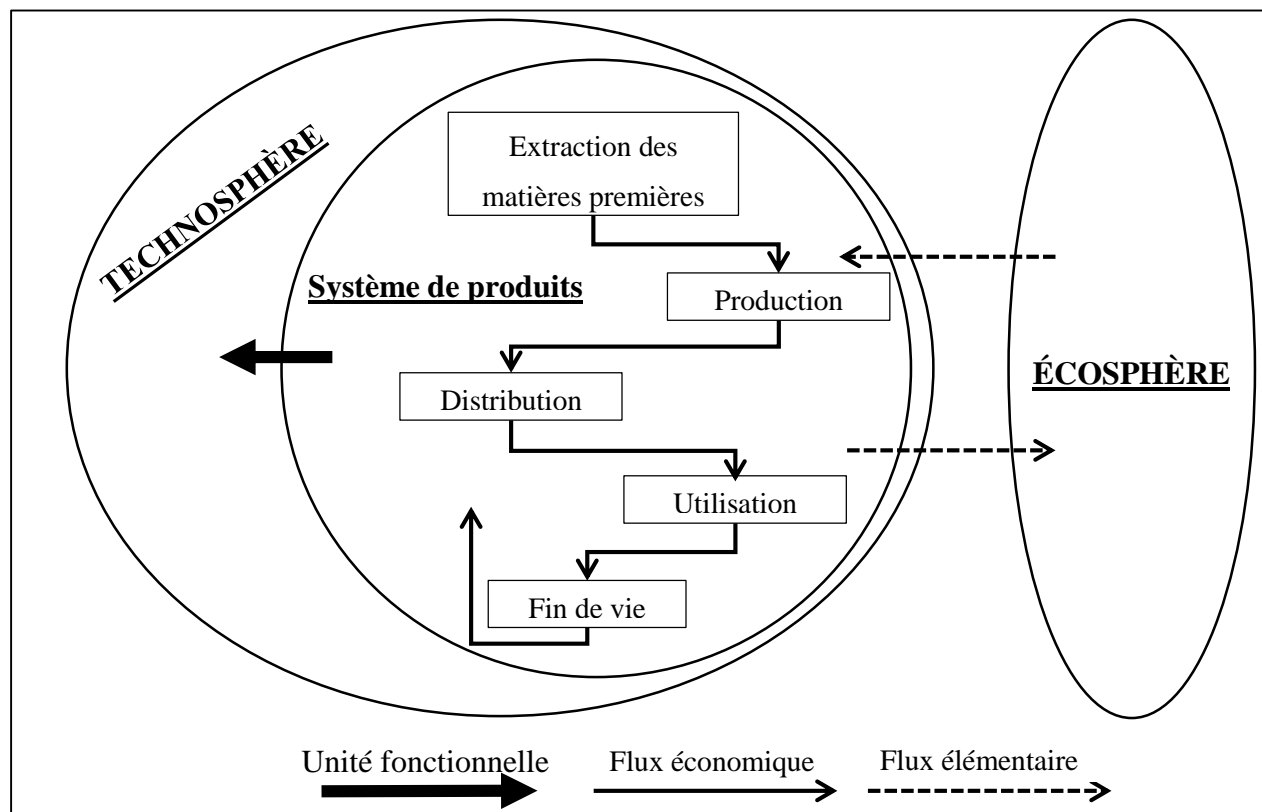 Extraction des
matières premières
TECHNOSPHÈRE
Système de produits
Production
ÉCOSPHÈRE
Distribution
Utilisation
Fin de vie
Unité fonctionnelle
Flux économique
Flux élémentaire